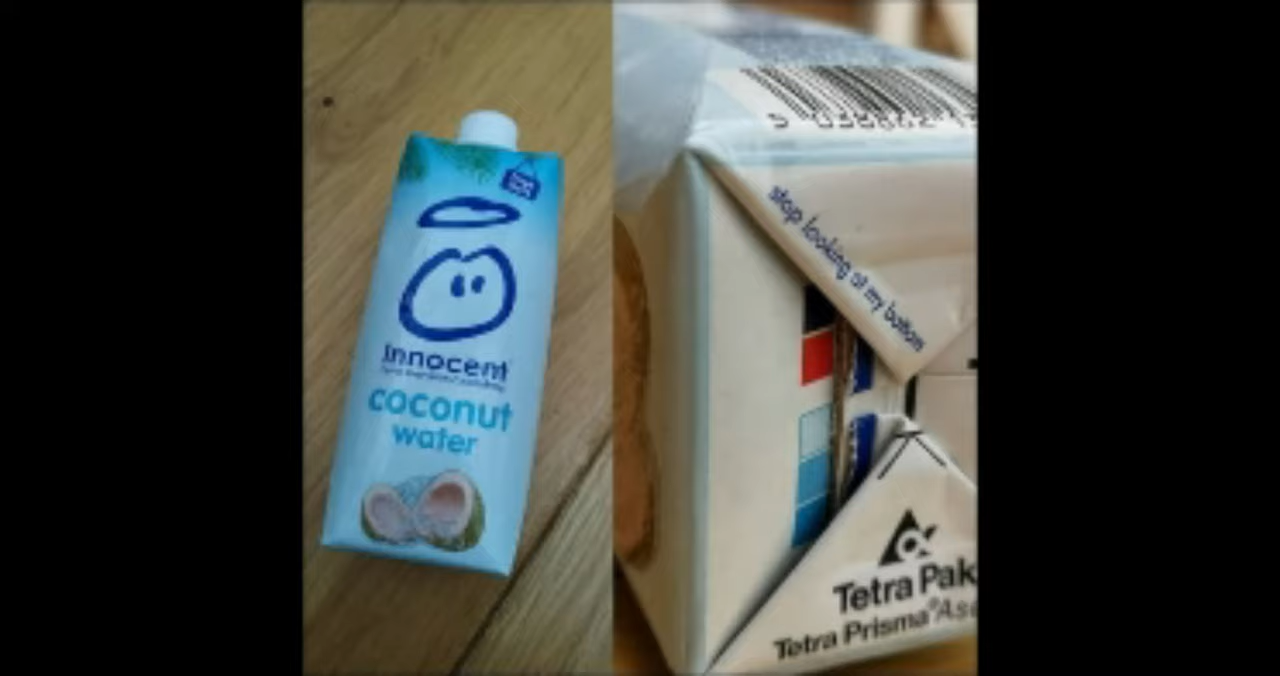 innocent
coconut
water
stop looking at my bottom
Tetra Pak
Tetra Prisma®